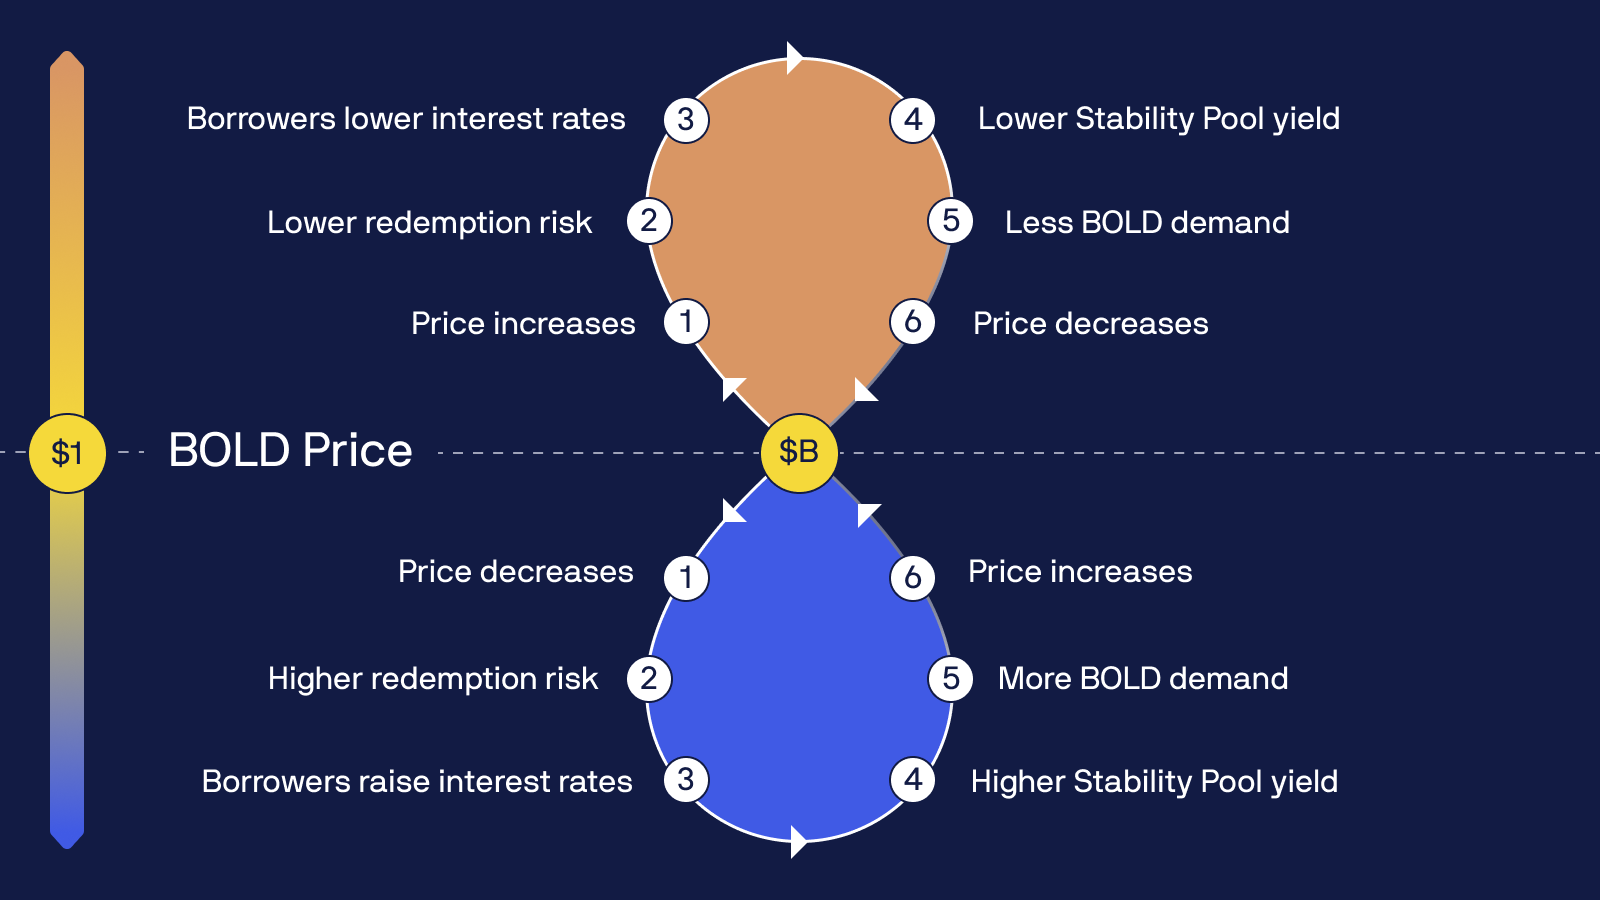 Borrowers lower interest rates 3 4 Lower Stability Pool yield
Lower redemption risk 2 5 Less BOLD demand
Price increases 1 6 Price decreases
$1 BOLD Price $B
Price decreases 1 6 Price increases
Higher redemption risk 2 5 More BOLD demand
Borrowers raise interest rates 3 4 Higher Stability Pool yield